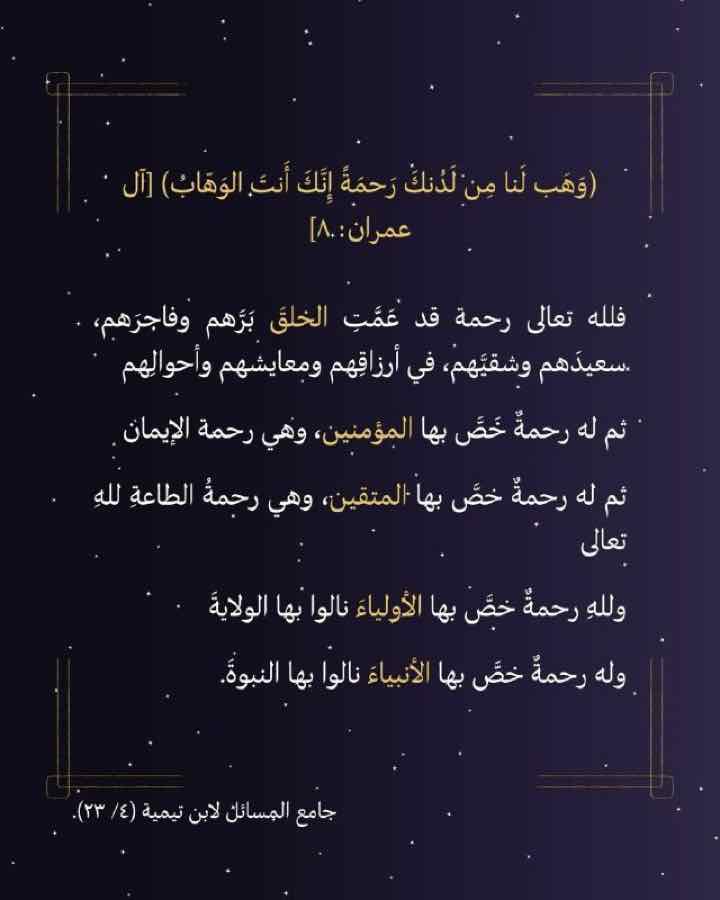 (وَهَب لَنا مِن لَدُنكَ رَحمَةً إِنَّكَ أَنتَ الوَهّابُ) [آل
عمران: ٨]
فلله تعالى رحمة قد عَمَّتِ الخلقَ بَرَّهم وفاجرَهم،
سعيدَهم وشقيَّهم، في أرزاقِهم ومعايشهم وأحوالِهم
ثم له رحمةٌ خَصَّ بها المؤمنين، وهي رحمة الإيمان
ثم له رحمةٌ خصَّ بها المتقين، وهي رحمةُ الطاعةِ للهِ
تعالى
وللهِ رحمةٌ خصَّ بها الأولياءَ نالوا بها الولايةَ
وله رحمةٌ خصَّ بها الأنبياءَ نالوا بها النبوةَ.
جامع المسائل لابن تيمية (٤/ ٢٣).